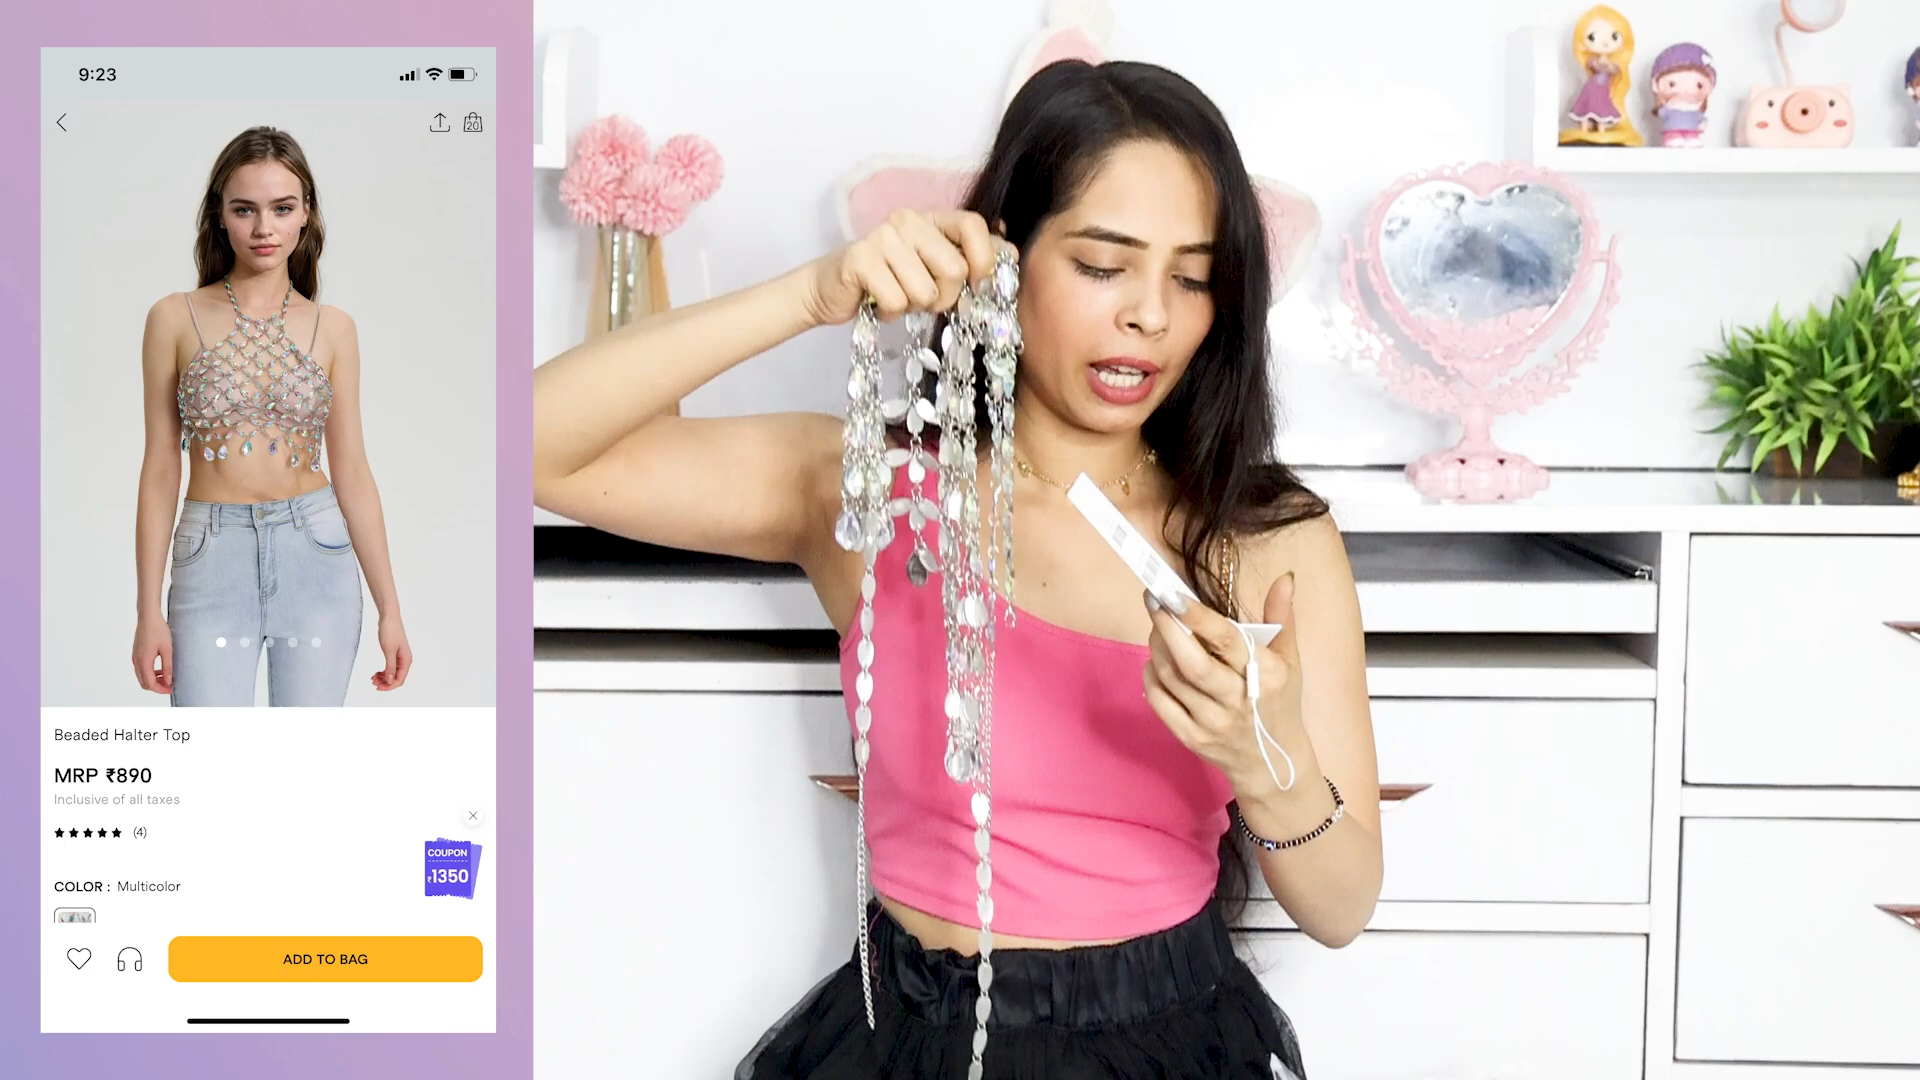 9:23
20
Beaded Halter Top
MRP ₹890
Inclusive of all taxes
(4)
COUPON
₹1350
COLOR : Multicolor
ADD TO BAG